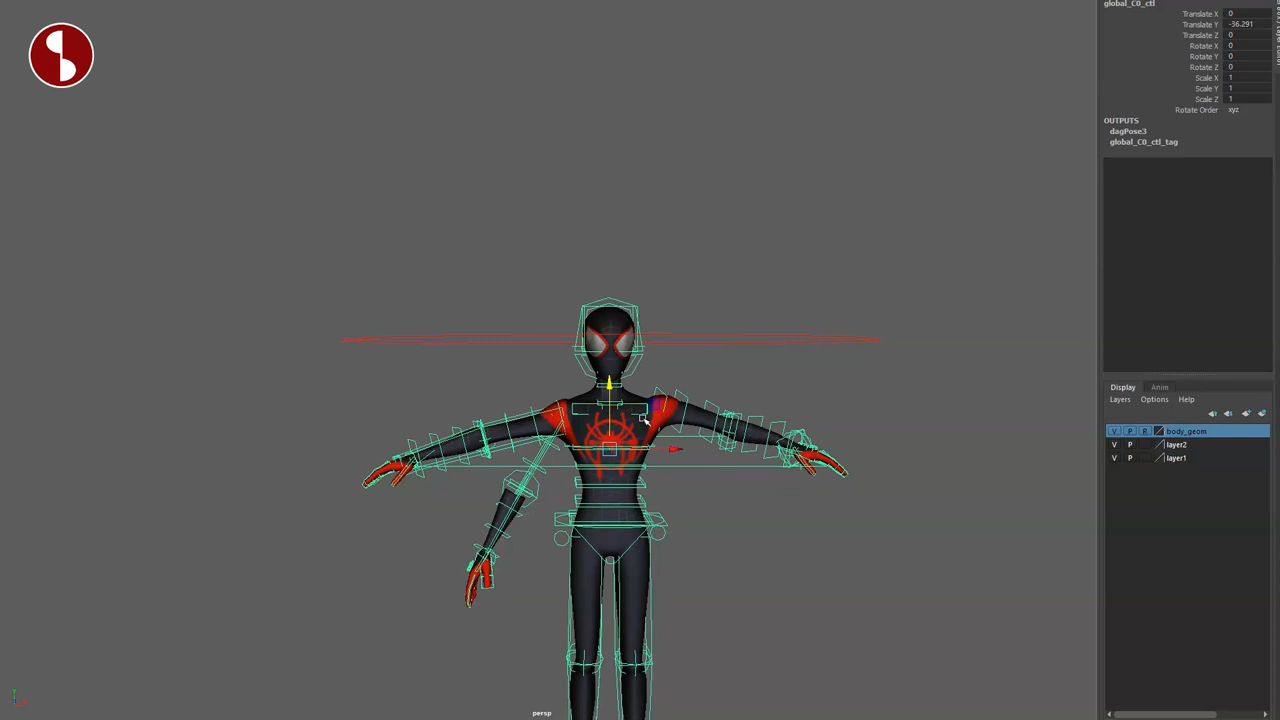 global_C0_ctl
Translate X 0
Translate Y -36.291
Translate Z 0
Rotate X 0
Rotate Y 0
Rotate Z 0
Scale X 1
Scale Y 1
Scale Z 1
Rotate Order xyz
OUTPUTS
dagPose3
global_C0_ctl_tag
Display Anim
Layers Options Help
V P R body_geom
V P layer2
V P layer1
persp